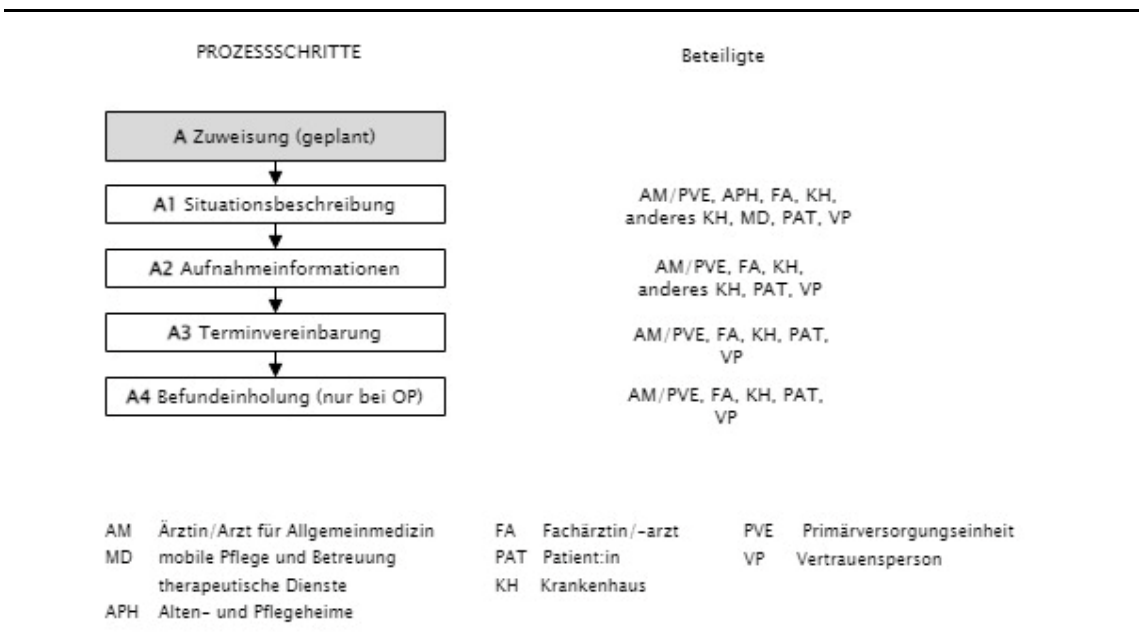 PROZESSSCHRITTE
Beteiligte
A Zuweisung (geplant)
A1 Situationsbeschreibung
AM/PVE, APH, FA, KH,
anderes KH, MD, PAT, VP
A2 Aufnahmeinformationen
AM/PVE, FA, KH,
anderes KH, PAT, VP
A3 Terminvereinbarung
AM/PVE, FA, KH, PAT,
VP
A4 Befundeinholung (nur bei OP)
AM/PVE, FA, KH, PAT,
VP
AM Ärztin/Arzt für Allgemeinmedizin
MD mobile Pflege und Betreuung
therapeutische Dienste
APH Alten- und Pflegeheime
FA Fachärztin/-arzt
PAT Patient:in
KH Krankenhaus
PVE Primärversorgungseinheit
VP Vertrauensperson